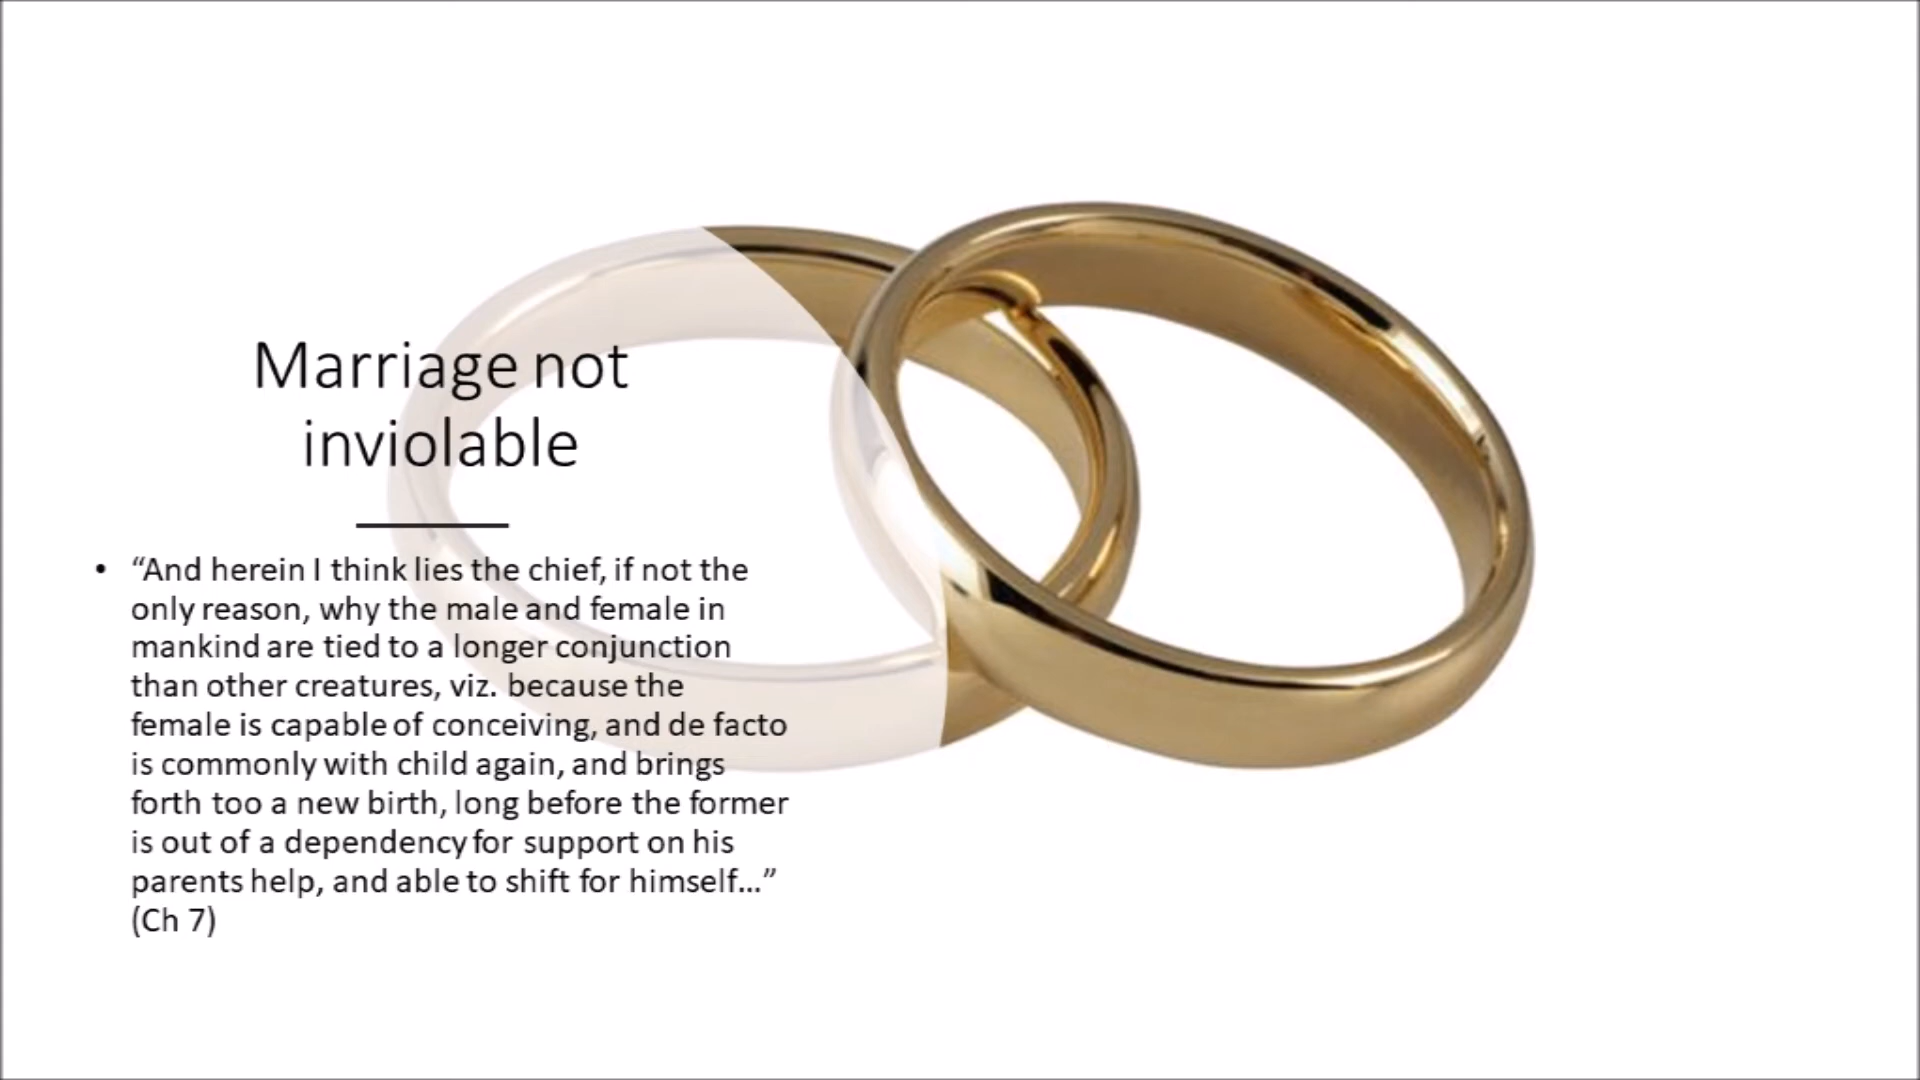 Marriage not
inviolable
• “And herein I think lies the chief, if not the
only reason, why the male and female in
mankind are tied to a longer conjunction
than other creatures, viz. because the
female is capable of conceiving, and de facto
is commonly with child again, and brings
forth too a new birth, long before the former
is out of a dependency for support on his
parents help, and able to shift for himself...”
(Ch 7)